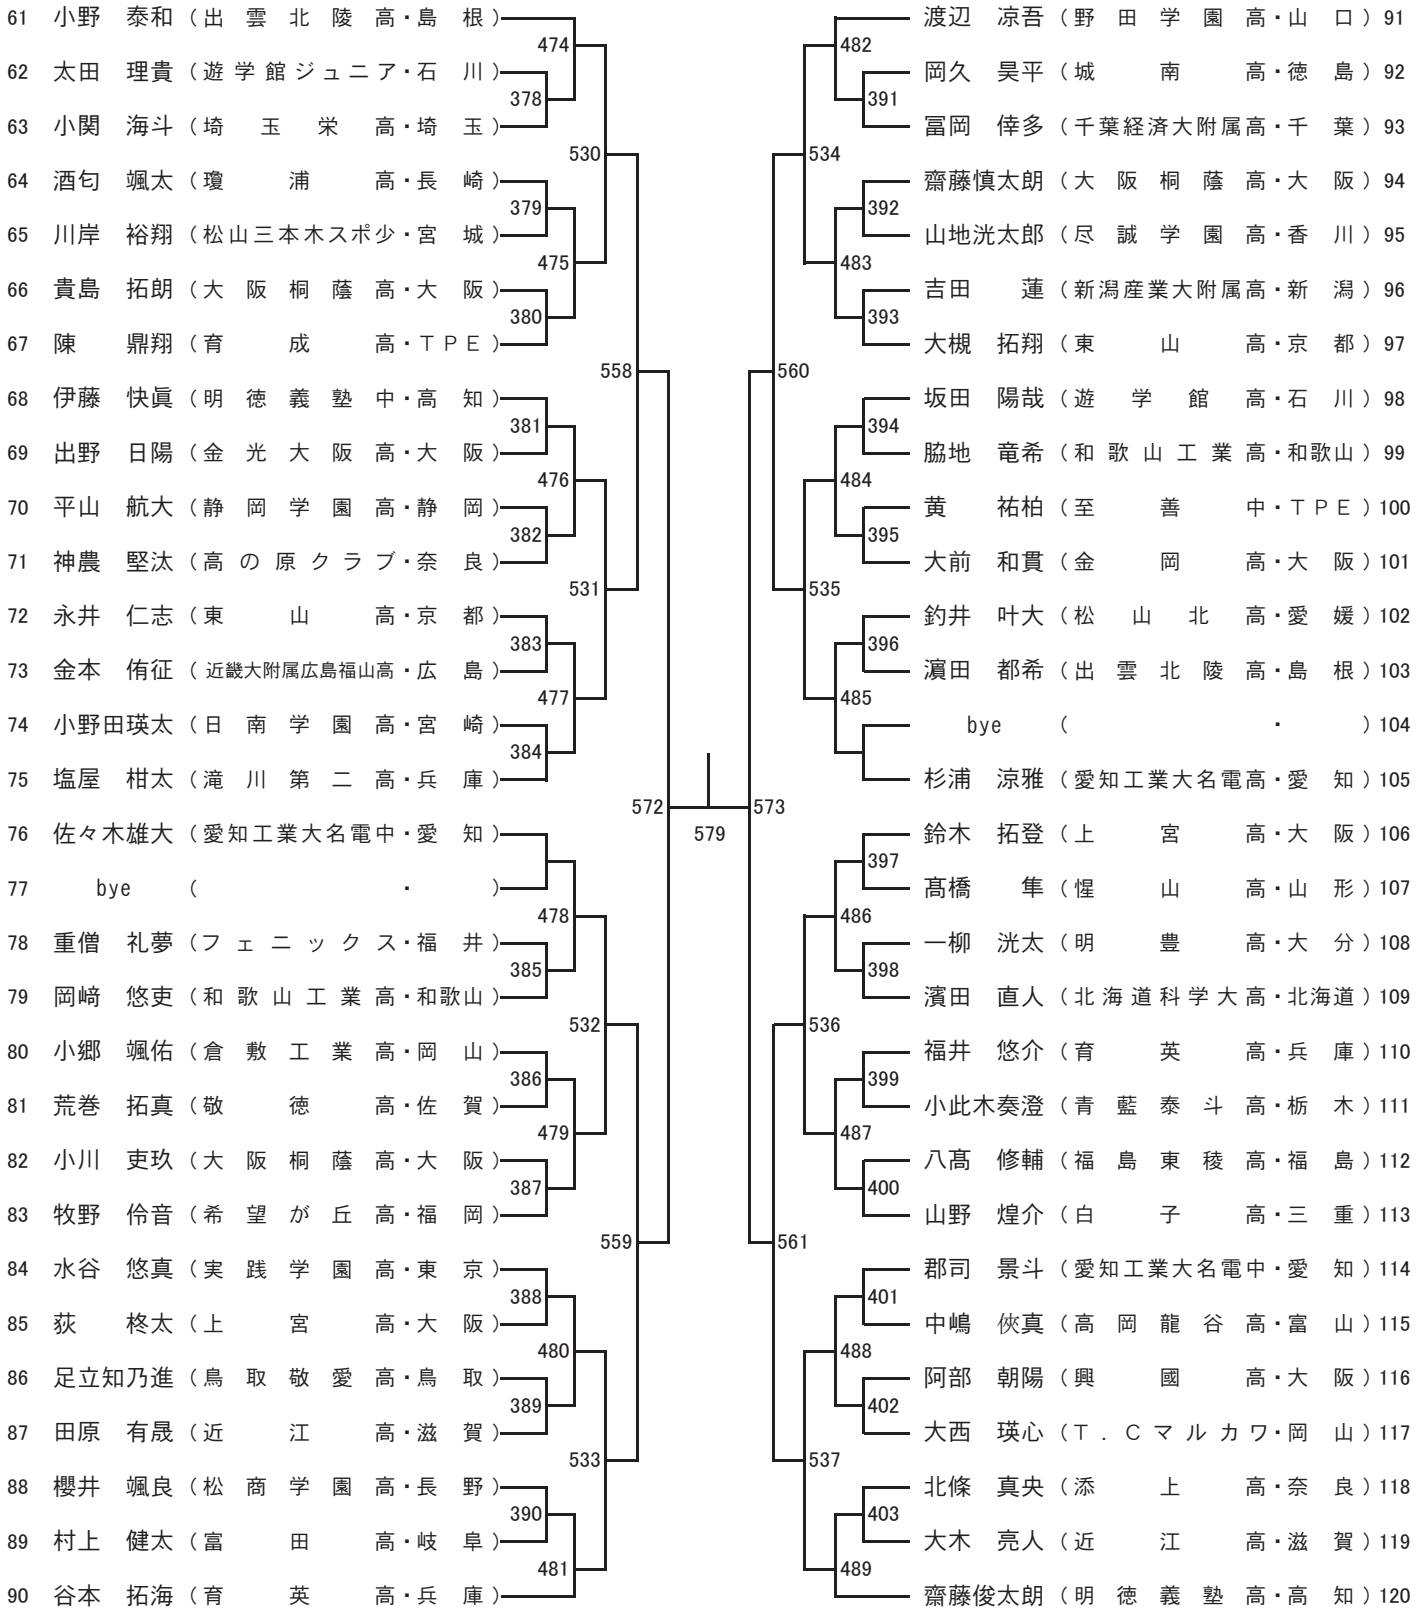 61 小野 泰和 (出雲北陵高・島根)
474
62 太田 理貴 (遊学館ジュニア・石川)
378
63 小関 海斗 (埼玉栄高・埼玉)
530
64 酒匂 颯太 (瓊浦高・長崎)
379
65 川岸 裕翔 (松山三本木スポ少・宮城)
475
66 貴島 拓朗 (大阪桐蔭高・大阪)
380
67 陳 鼎翔 (育成高・TPE)
558
68 伊藤 快眞 (明徳義塾中・高知)
381
69 出野 日陽 (金光大阪高・大阪)
476
70 平山 航大 (静岡学園高・静岡)
382
71 神農 堅汰 (高の原クラブ・奈良)
531
72 永井 仁志 (東山高・京都)
383
73 金本 侑征 (近畿大附属広島福山高・広島)
477
74 小野田瑛太 (日南学園高・宮崎)
384
75 塩屋 柑太 (滝川第二高・兵庫)
572
76 佐々木雄大 (愛知工業大名電中・愛知)
77 bye ( ・ )
478
78 重僧 礼夢 (フェニックス・福井)
385
79 岡﨑 悠吏 (和歌山工業高・和歌山)
532
80 小郷 颯佑 (倉敷工業高・岡山)
386
81 荒巻 拓真 (敬徳高・佐賀)
479
82 小川 吏玖 (大阪桐蔭高・大阪)
387
83 牧野 伶音 (希望が丘高・福岡)
559
84 水谷 悠真 (実践学園高・東京)
388
85 荻 柊太 (上宮高・大阪)
480
86 足立知乃進 (鳥取敬愛高・鳥取)
389
87 田原 有晟 (近江高・滋賀)
533
88 櫻井 颯良 (松商学園高・長野)
390
89 村上 健太 (富田高・岐阜)
481
90 谷本 拓海 (育英高・兵庫)
579
渡辺 凉吾 (野田学園高・山口) 91
482
岡久 昊平 (城南高・徳島) 92
391
冨岡 倖多 (千葉経済大附属高・千葉) 93
534
齋藤慎太朗 (大阪桐蔭高・大阪) 94
392
山地洸太郎 (尽誠学園高・香川) 95
483
吉田 蓮 (新潟産業大附属高・新潟) 96
393
大槻 拓翔 (東山高・京都) 97
560
坂田 陽哉 (遊学館高・石川) 98
394
脇地 竜希 (和歌山工業高・和歌山) 99
484
黄 祐柏 (至善中・TPE) 100
395
大前 和貫 (金岡高・大阪) 101
535
釣井 叶大 (松山北高・愛媛) 102
396
濵田 都希 (出雲北陵高・島根) 103
485
bye ( ・ ) 104
杉浦 涼雅 (愛知工業大名電高・愛知) 105
573
鈴木 拓登 (上宮高・大阪) 106
397
髙橋 隼 (惺山高・山形) 107
486
一柳 洸太 (明豊高・大分) 108
398
濱田 直人 (北海道科学大高・北海道) 109
536
福井 悠介 (育英高・兵庫) 110
399
小此木奏澄 (青藍泰斗高・栃木) 111
487
八髙 修輔 (福島東稜高・福島) 112
400
山野 煌介 (白子高・三重) 113
561
郡司 景斗 (愛知工業大名電中・愛知) 114
401
中嶋 俠真 (高岡龍谷高・富山) 115
488
阿部 朝陽 (興國高・大阪) 116
402
大西 瑛心 (T.Cマルカワ・岡山) 117
537
北條 真央 (添上高・奈良) 118
403
大木 亮人 (近江高・滋賀) 119
489
齋藤俊太朗 (明徳義塾高・高知) 120